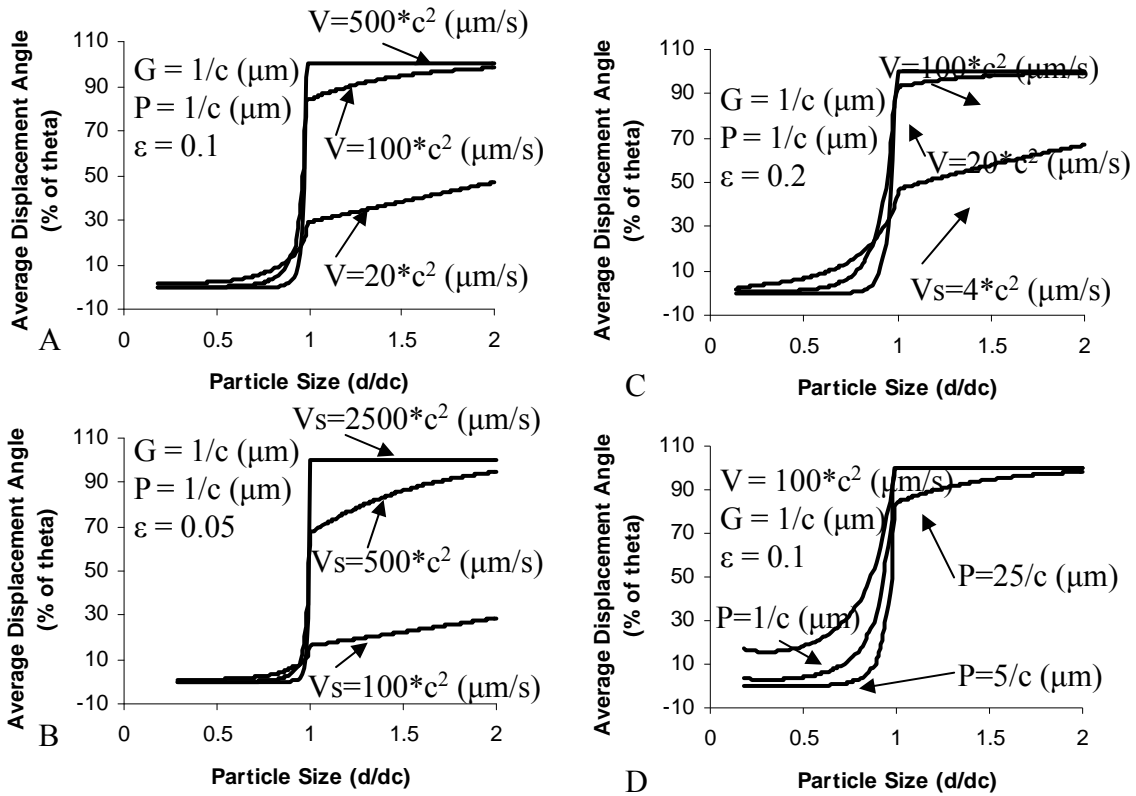 Average Displacement Angle
(% of theta)
110
90
70
50
30
10
-10
V=500*c² (μm/s)
G = 1/c (μm)
P = 1/c (μm)
ε = 0.1
V=100*c² (μm/s)
V=20*c² (μm/s)
0
0.5
1
1.5
2
A
Particle Size (d/dc)
Average Displacement Angle
(% of theta)
110
90
70
50
30
10
-10
Vs=2500*c² (μm/s)
G = 1/c (μm)
P = 1/c (μm)
ε = 0.05
Vs=500*c² (μm/s)
Vs=100*c² (μm/s)
0
0.5
1
1.5
2
B
Particle Size (d/dc)
Average Displacement Angle
(% of theta)
110
90
70
50
30
10
-10
V=100*c² (μm/s)
G = 1/c (μm)
P = 1/c (μm)
ε = 0.2
V=20*c² (μm/s)
Vs=4*c² (μm/s)
0
0.5
1
1.5
2
C
Particle Size (d/dc)
Average Displacement Angle
(% of theta)
110
90
70
50
30
10
-10
V = 100*c² (μm/s)
G = 1/c (μm)
ε = 0.1
P=25/c (μm)
P=1/c (μm)
P=5/c (μm)
0
0.5
1
1.5
2
D
Particle Size (d/dc)